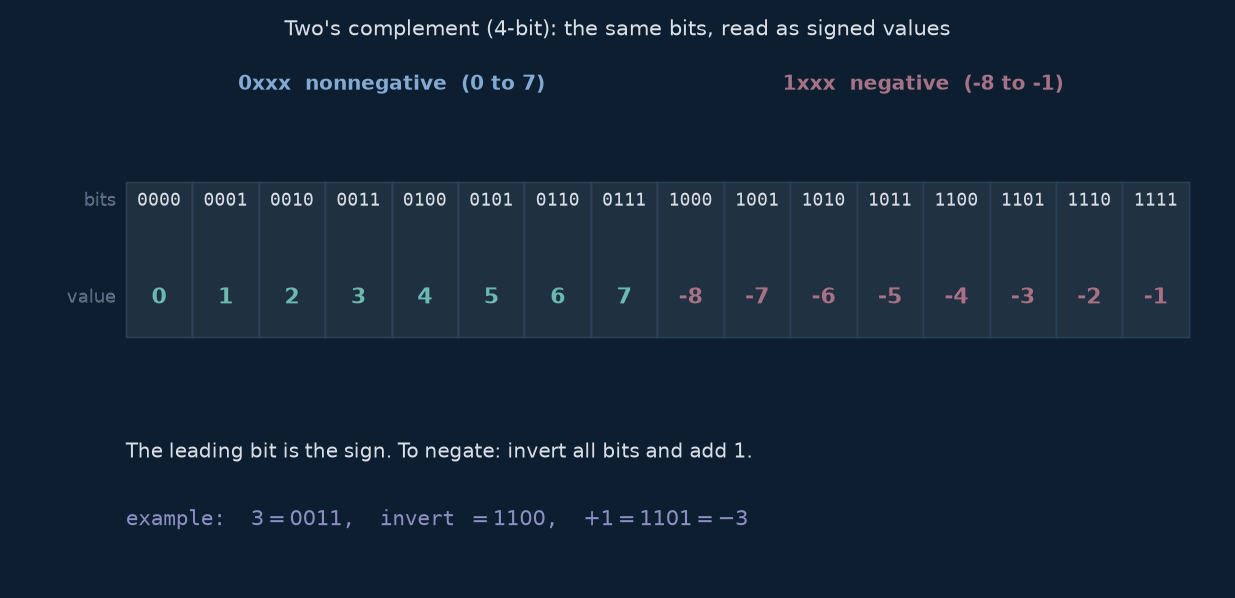 Two's complement (4-bit): the same bits, read as signed values
0xxx  nonnegative  (0 to 7)    1xxx  negative  (-8 to -1)
bits 0000 0001 0010 0011 0100 0101 0110 0111 1000 1001 1010 1011 1100 1101 1110 1111
value 0 1 2 3 4 5 6 7 -8 -7 -6 -5 -4 -3 -2 -1
The leading bit is the sign. To negate: invert all bits and add 1.
example:  3 = 0011,  invert = 1100,  +1 = 1101 = −3